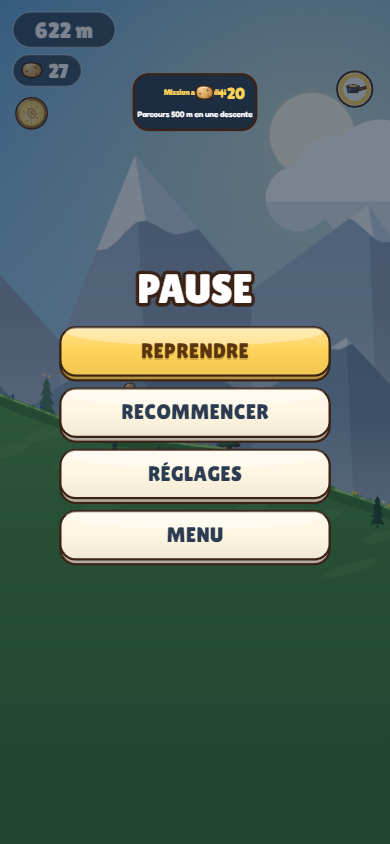 622 m
27
Mission a
+20
Parcours 500 m en une descente
PAUSE
REPRENDRE
RECOMMENCER
RÉGLAGES
MENU